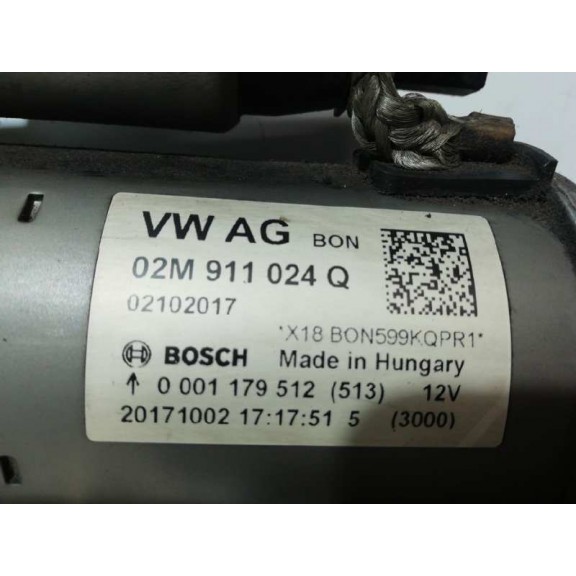 VW AG BON
02M 911 024 Q
02102017
*X18 BON599KQPR1*
BOSCH Made in Hungary
↑ 0 001 179 512 (513) 12V
20171002 17:17:51 5 (3000)